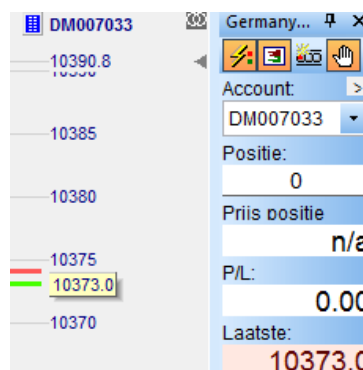 DM007033
10390.8
10385
10380
10375
10373.0
10370
Germany...
Account:
>
DM007033
Positie:
0
Prijs positie
n/a
P/L:
0.00
Laatste:
10373.0